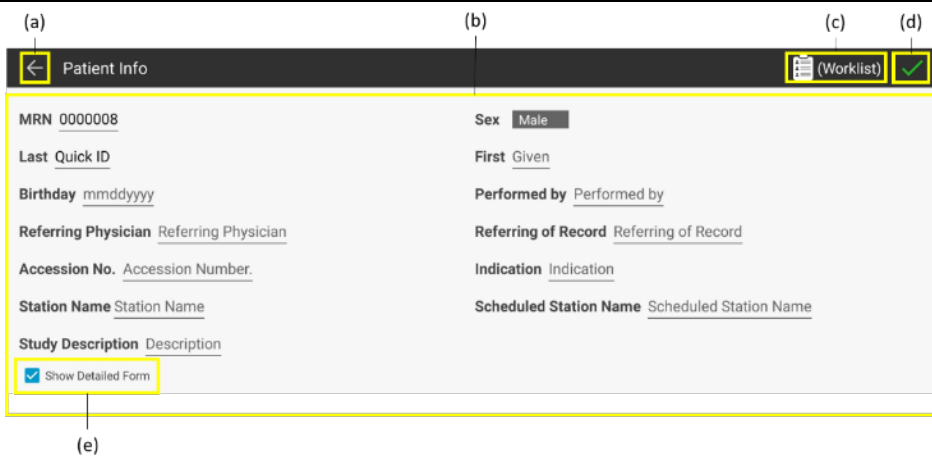 (a) (b) (c) (d)
Patient Info (Worklist)
MRN 0000008 Sex Male
Last Quick ID First Given
Birthday mmddyyyy Performed by Performed by
Referring Physician Referring Physician Referring of Record Referring of Record
Accession No. Accession Number. Indication Indication
Station Name Station Name Scheduled Station Name Scheduled Station Name
Study Description Description
Show Detailed Form
(e)